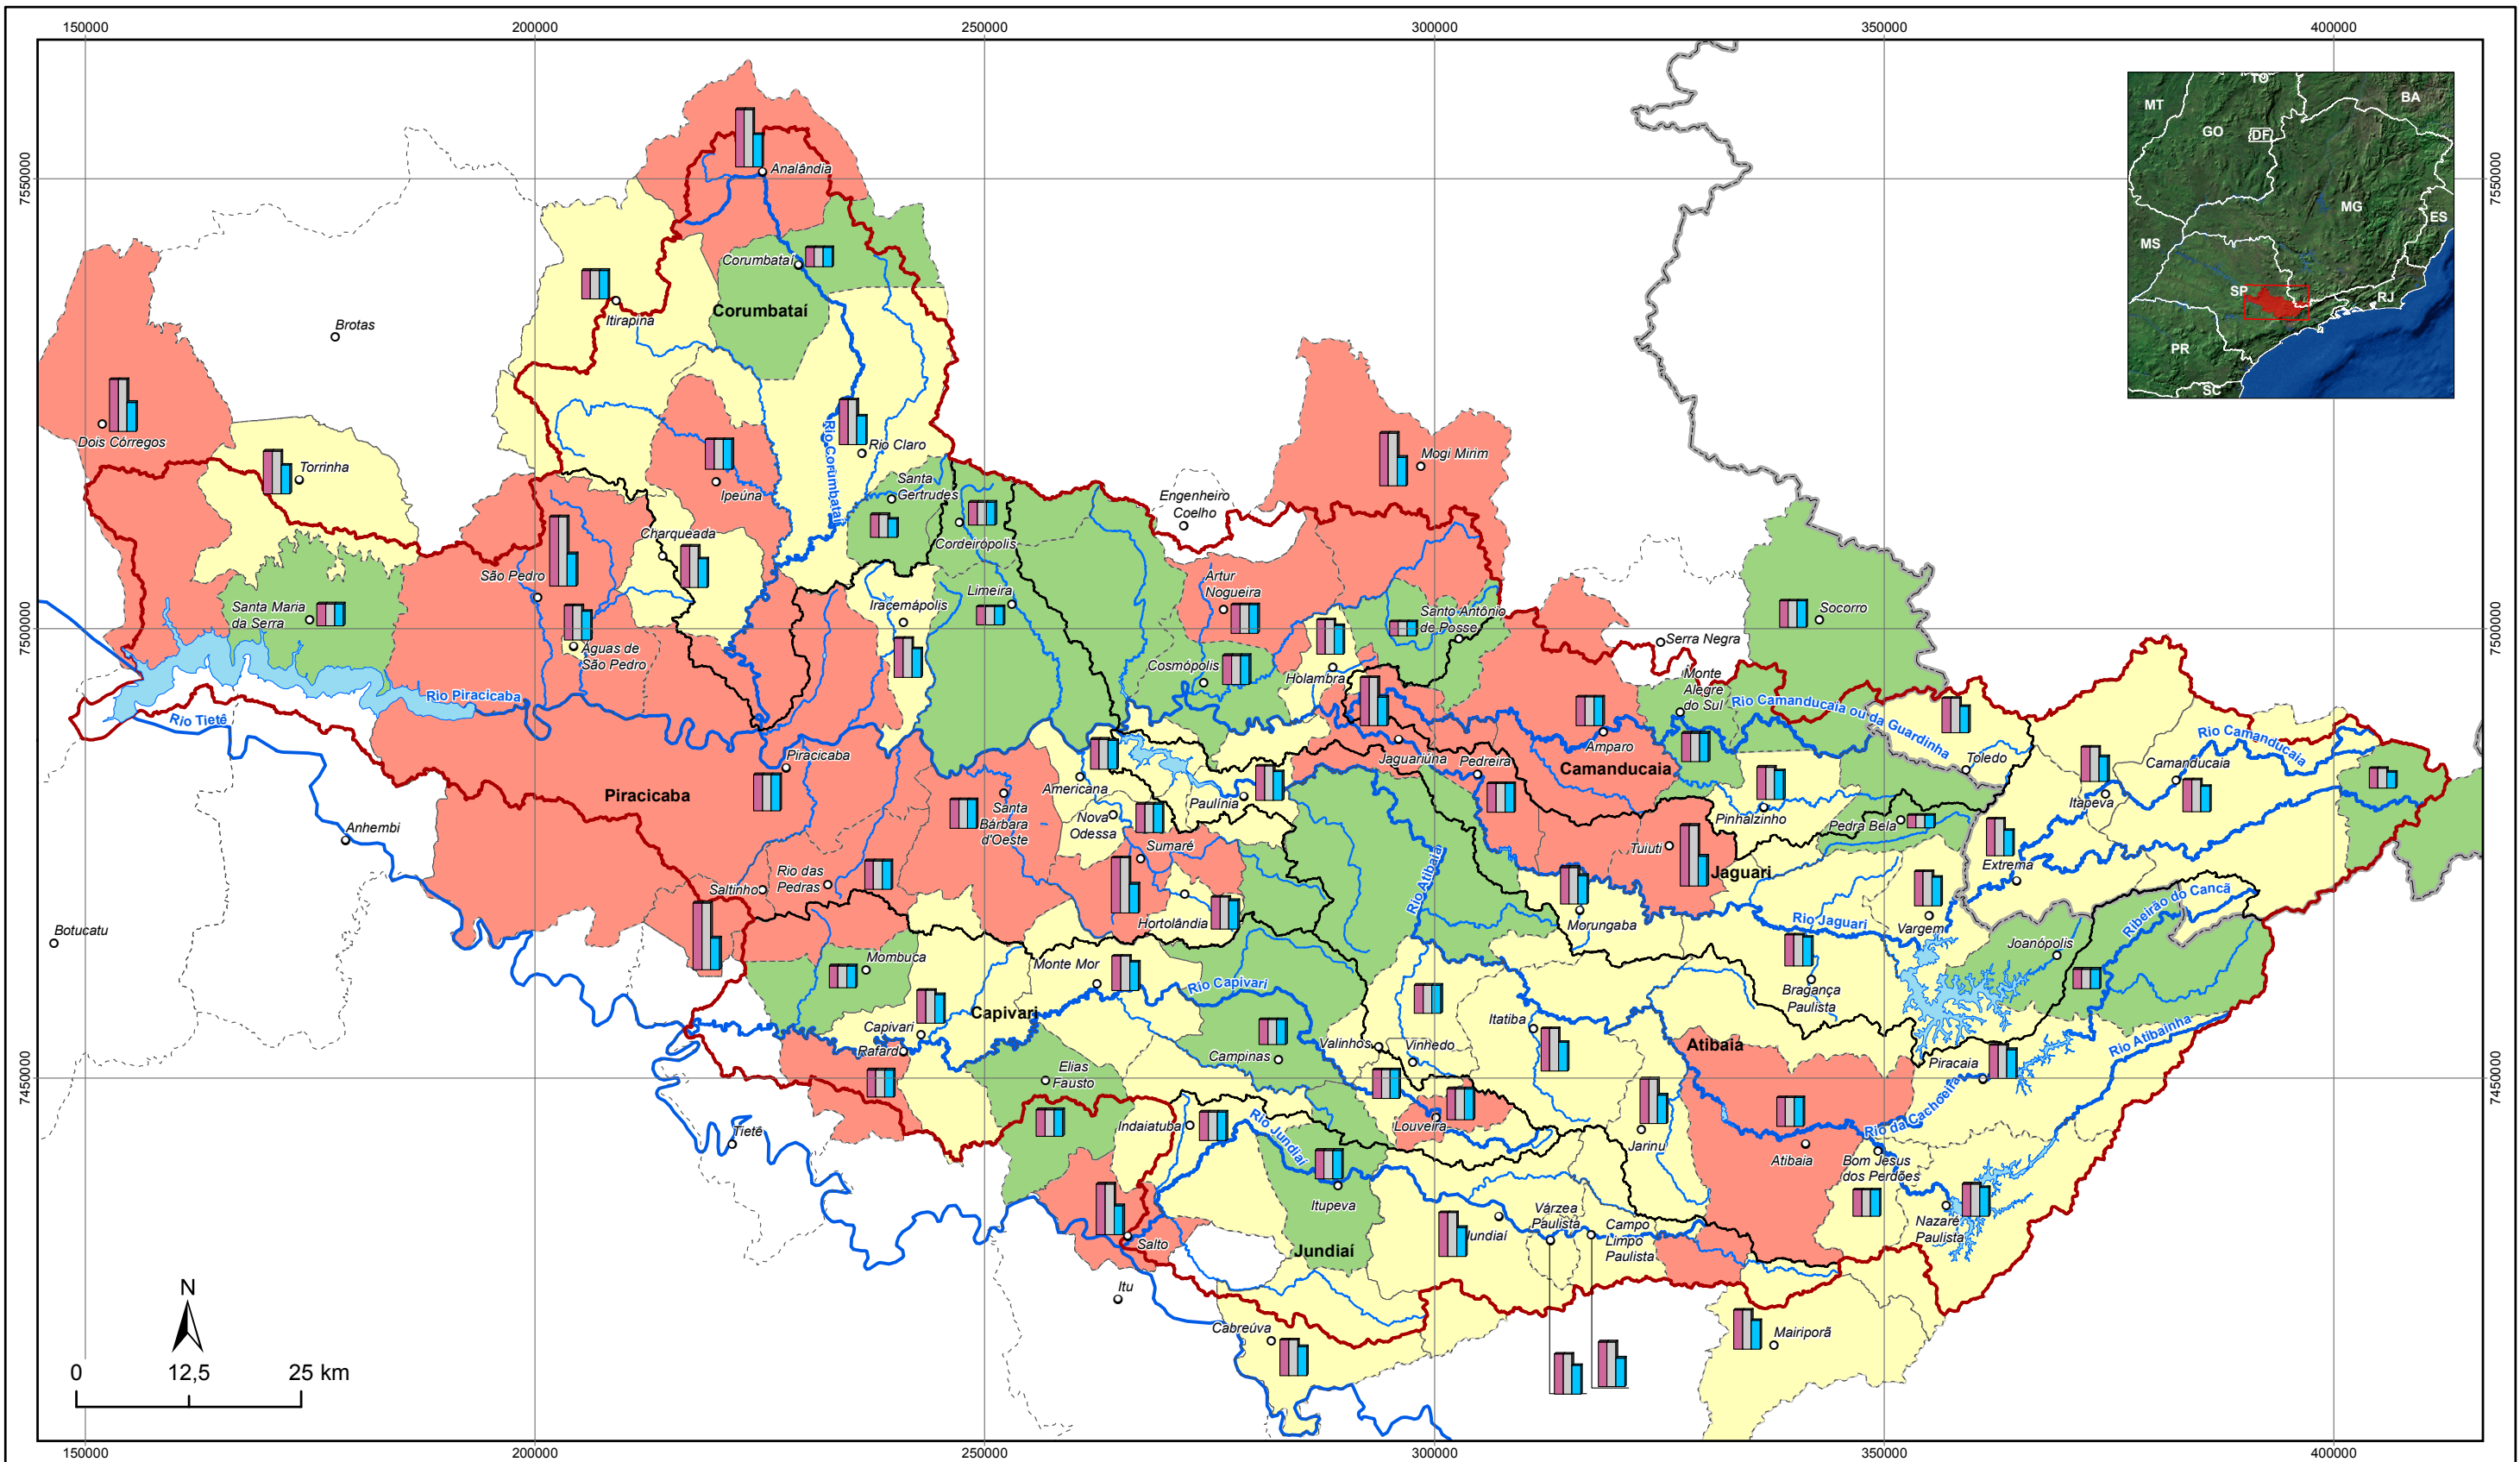 150000
200000
250000
300000
350000
400000
7550000
7550000
TO
MT
BA
GO
DF
MG
ES
MS
SP
RJ
PR
SC
Analândia
Corumbataí
Corumbataí
Itirapina
Brotas
Dois Córregos
Torrinha
Rio Corumbataí
Rio Claro
Ipeúna
Santa
Gertrudes
Cordeirópolis
Charqueada
Mogi Mirim
Engenheiro
Coelho
São Pedro
Santa Maria
da Serra
Águas de
São Pedro
Iracemápolis
Limeira
Artur
Nogueira
Santo Antônio
de Posse
Socorro
Serra Negra
7500000
7500000
Cosmópolis
Holambra
Monte
Alegre
do Sul
Rio Camanducaia ou da Guardinha
Rio Camanducaia
Rio Piracicaba
Rio Tietê
Piracicaba
Piracicaba
Americana
Paulínia
Jaguariúna
Pedreira
Amparo
Camanducaia
Toledo
Itapeva
Camanducaia
Santa
Bárbara
d'Oeste
Nova
Odessa
Sumaré
Pinhalzinho
Pedra Bela
Anhembi
Tuiuti
Jaguari
Extrema
Saltinho
Rio das
Pedras
Hortolândia
Rio Atibaia
Morungaba
Rio Jaguari
Vargem
Ribeirão do Cancã
Joanópolis
Botucatu
Mombuca
Monte Mor
Rio Capivari
Bragança
Paulista
Capivari
Capivari
Rafard
Itatiba
Valinhos
Vinhedo
Campinas
Atibaia
Piracaia
Rio Atibainha
7450000
7450000
Elias
Fausto
Indaiatuba
Rio Jundiaí
Louveira
Jarinu
Rio da Cachoeira
Atibaia
Bom Jesus
dos Perdões
Tietê
Itupeva
Salto
Jundiaí
Jundiaí
Várzea
Paulista
Campo
Limpo
Paulista
Nazaré
Paulista
Itu
Cabreúva
Mairiporã
N
0
12,5
25 km
150000
200000
250000
300000
350000
400000